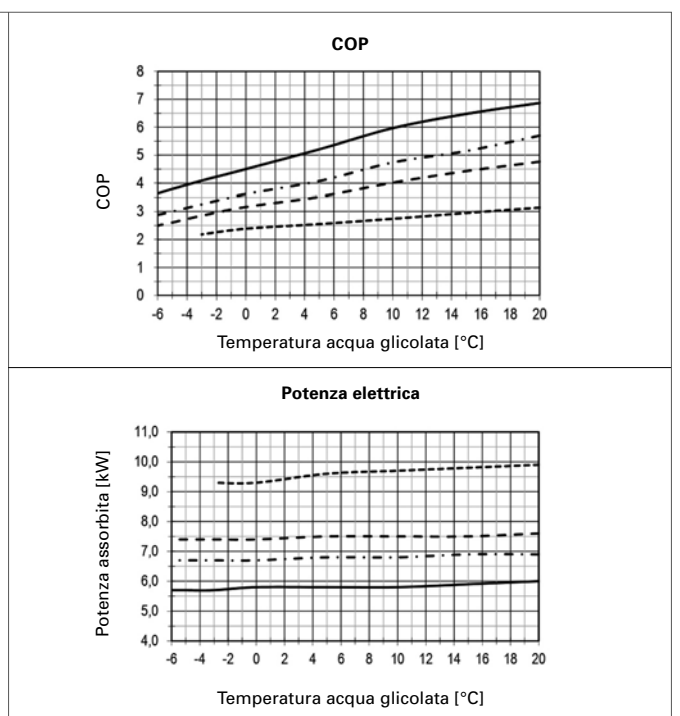 COP
8
7
6
5
4
3
2
1
0
COP
-6 -4 -2 0 2 4 6 8 10 12 14 16 18 20
Temperatura acqua glicolata [°C]
Potenza elettrica
11,0
10,0
9,0
8,0
7,0
6,0
5,0
4,0
Potenza assorbita [kW]
-6 -4 -2 0 2 4 6 8 10 12 14 16 18 20
Temperatura acqua glicolata [°C]